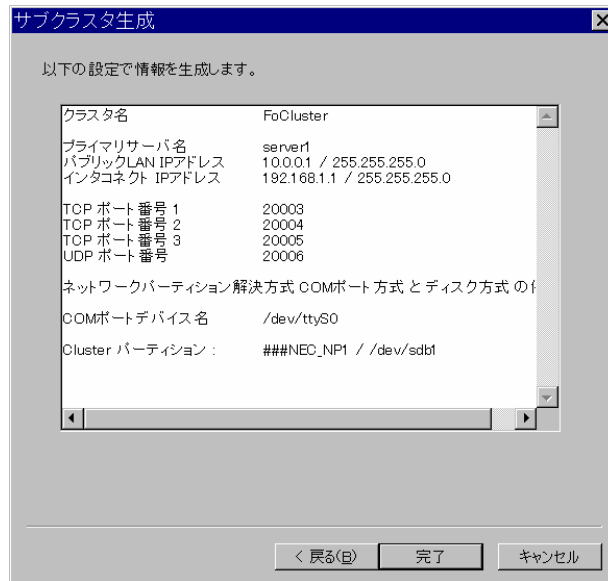 サブクラスタ生成
以下の設定で情報を生成します。
クラスタ名 FoCluster
プライマリサーバ名 server1
パブリックLAN IPアドレス 10.0.0.1 / 255.255.255.0
インタコネクト IPアドレス 192.168.1.1 / 255.255.255.0
TCP ポート番号 1 20003
TCP ポート番号 2 20004
TCP ポート番号 3 20005
UDP ポート番号 20006
ネットワークパーティション解決方式 COMポート方式 とディスク方式 の
COMポートデバイス名 /dev/ttyS0
Cluster パーティション : ###NEC_NP1 / /dev/sdb1
< 戻る(B) 完了 キャンセル